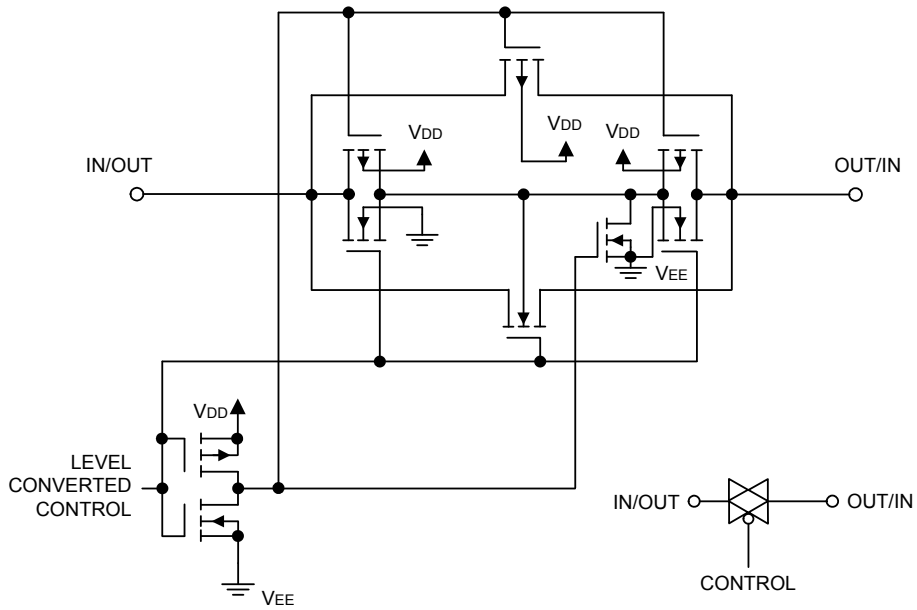 VDD
VDD
VDD
IN/OUT
OUT/IN
VEE
VDD
LEVEL
CONVERTED
CONTROL
VEE
IN/OUT
OUT/IN
CONTROL